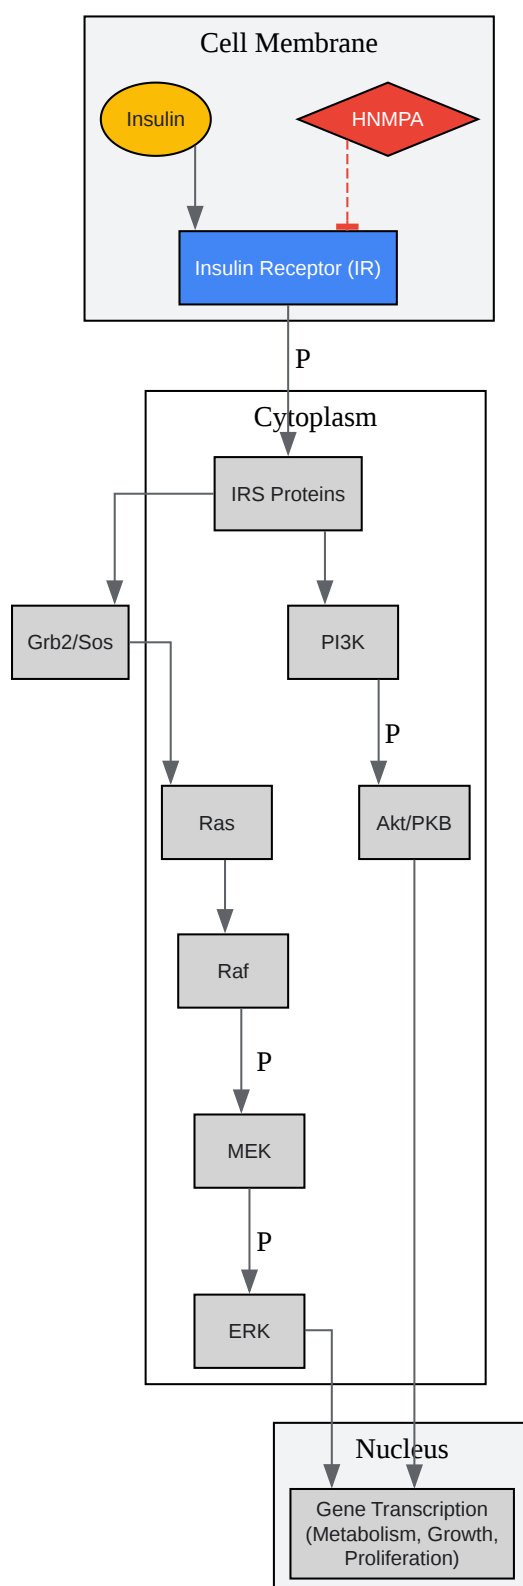 Cell Membrane
Insulin
HNMPA
Insulin Receptor (IR)
P
Cytoplasm
IRS Proteins
Grb2/Sos
PI3K
P
Ras
Akt/PKB
Raf
P
MEK
P
ERK
Nucleus
Gene Transcription
(Metabolism, Growth,
Proliferation)